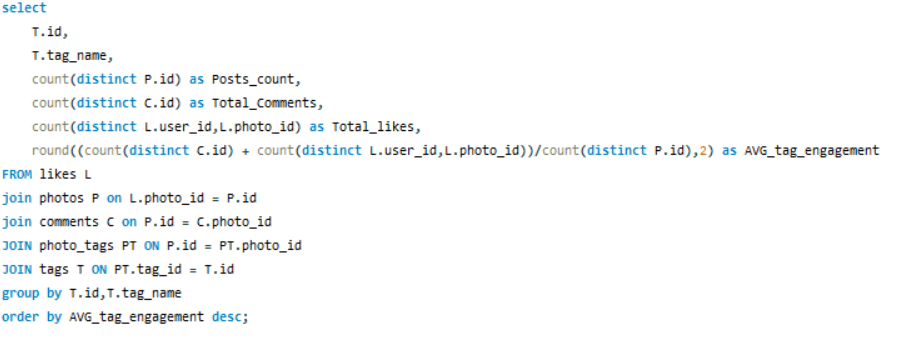 select
T.id,
T.tag_name,
count(distinct P.id) as Posts_count,
count(distinct C.id) as Total_Comments,
count(distinct L.user_id,L.photo_id) as Total_likes,
round((count(distinct C.id) + count(distinct L.user_id,L.photo_id))/count(distinct P.id),2) as AVG_tag_engagement
FROM likes L
join photos P on L.photo_id = P.id
join comments C on P.id = C.photo_id
JOIN photo_tags PT ON P.id = PT.photo_id
JOIN tags T ON PT.tag_id = T.id
group by T.id,T.tag_name
order by AVG_tag_engagement desc;